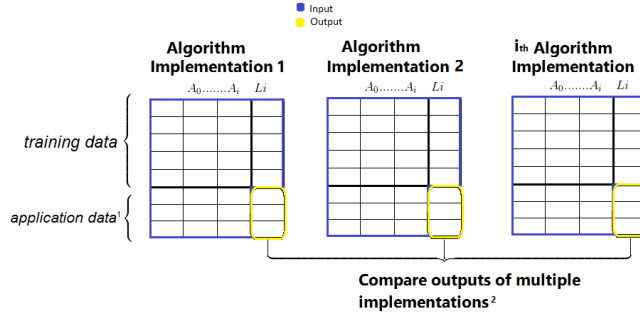 Input
Output
Algorithm
Implementation 1
Algorithm
Implementation 2
ith Algorithm
Implementation
A0.......Ai Li
A0.......Ai Li
A0.......Ai Li
training data
application data1
Compare outputs of multiple
implementations2